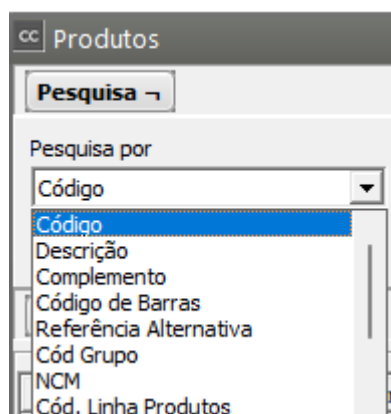 cc Produtos
Pesquisa ¬
Pesquisa por
Código
Código
Descrição
Complemento
Código de Barras
Referência Alternativa
Cód Grupo
NCM
Cód. Linha Produtos